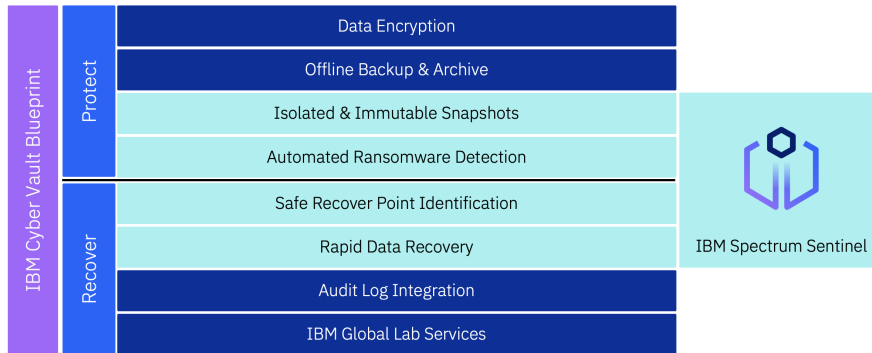 IBM Cyber Vault Blueprint
Protect
Data Encryption
Offline Backup & Archive
Isolated & Immutable Snapshots
Automated Ransomware Detection
Recover
Safe Recover Point Identification
Rapid Data Recovery
Audit Log Integration
IBM Global Lab Services
IBM Spectrum Sentinel